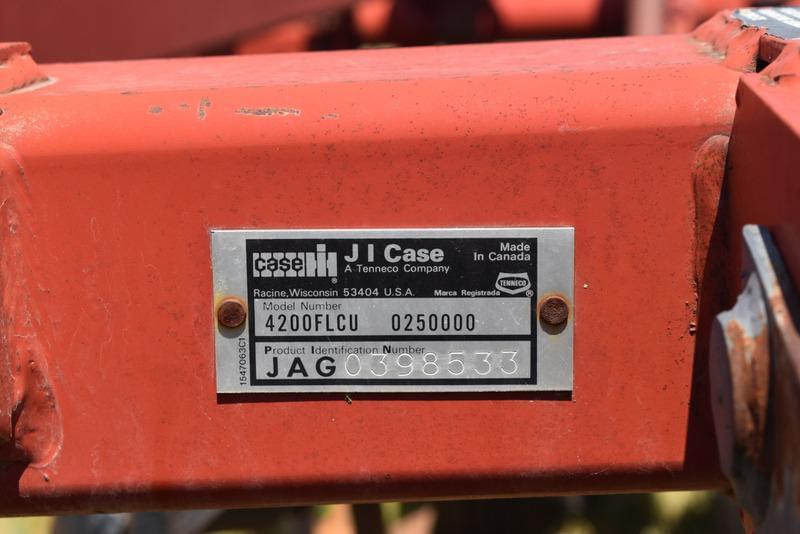 case IH ®
J I Case
A Tenneco Company
Made
In Canada
Racine, Wisconsin 53404 U.S.A.
Marca Registrada
TENNECO ®
Model Number
4200FLCU 0250000
Product Identification Number
JAG0398533
1547063C1